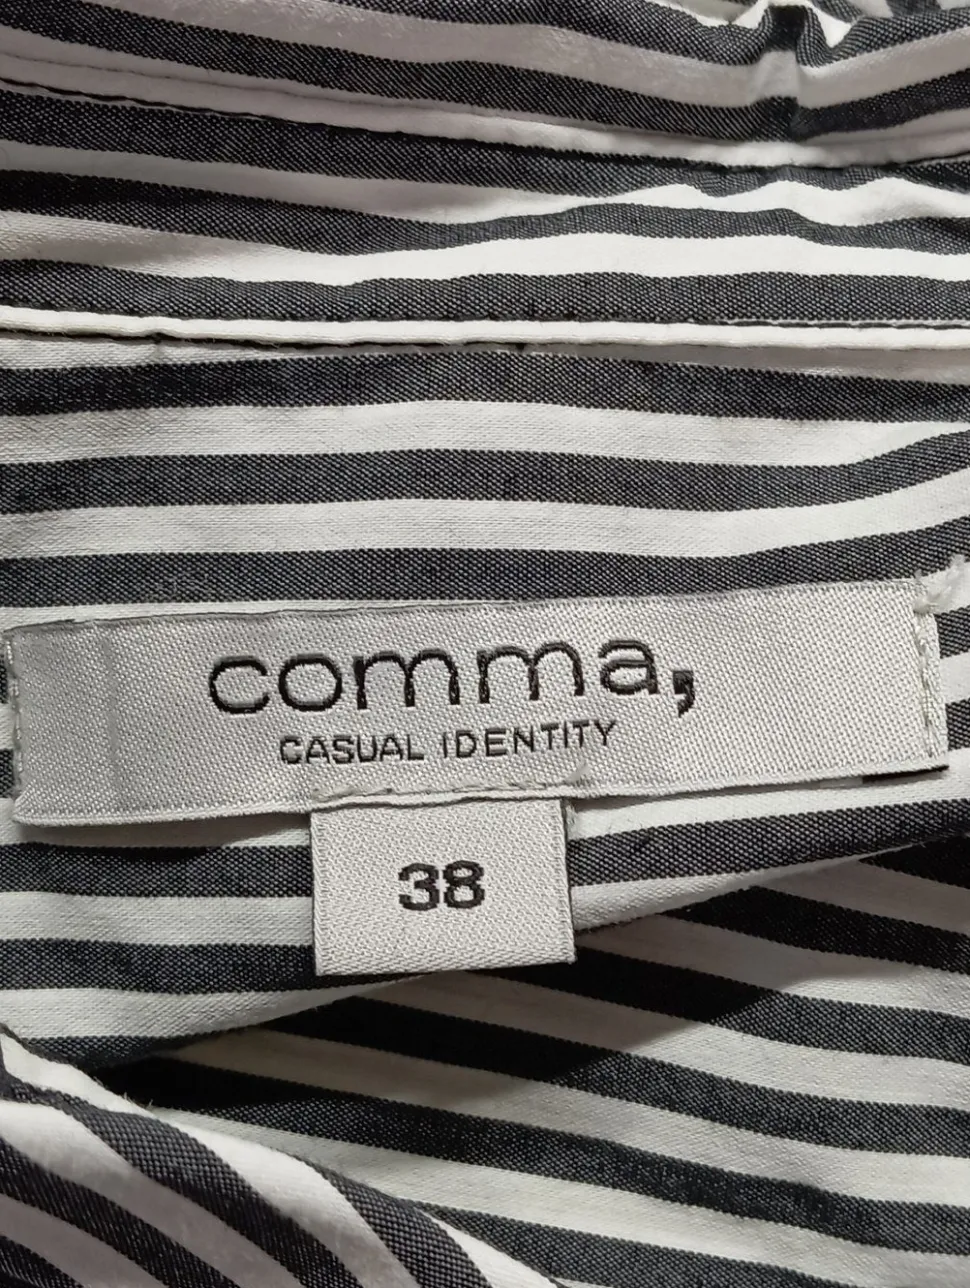 comma,
CASUAL IDENTITY
38